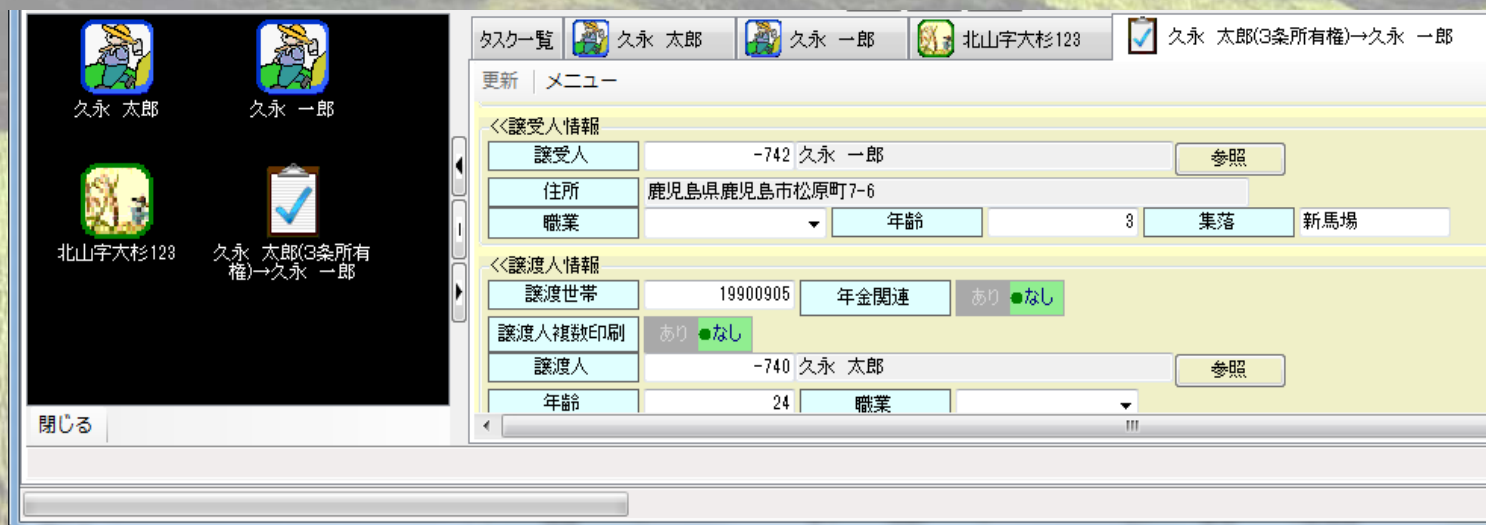 久永 太郎
久永 一郎
北山字大杉123
久永 太郎(3条所有
権)→久永 一郎
閉じる
タスク一覧 久永 太郎 久永 一郎 北山字大杉123 久永 太郎(3条所有権)→久永 一郎
更新 メニュー
<<譲受人情報
譲受人 -742 久永 一郎 参照
住所 鹿児島県鹿児島市松原町7-6
職業 年齢 3 集落 新馬場
<<譲渡人情報
譲渡世帯 19900905 年金関連 あり ●なし
譲渡人複数印刷 あり ●なし
譲渡人 -740 久永 太郎 参照
年齢 24 職業